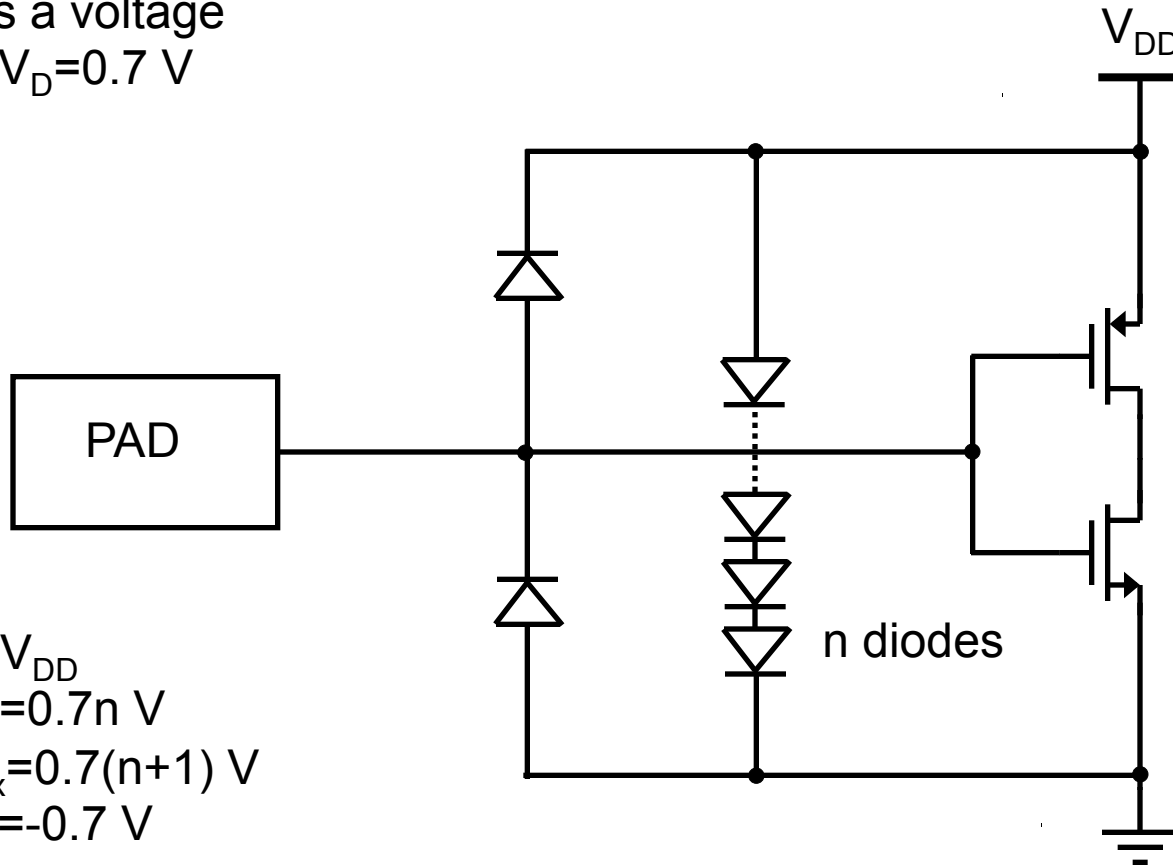 s a voltage
V_D=0.7 V
V_DD
PAD
n diodes
V_DD
=0.7n V
=0.7(n+1) V
=-0.7 V